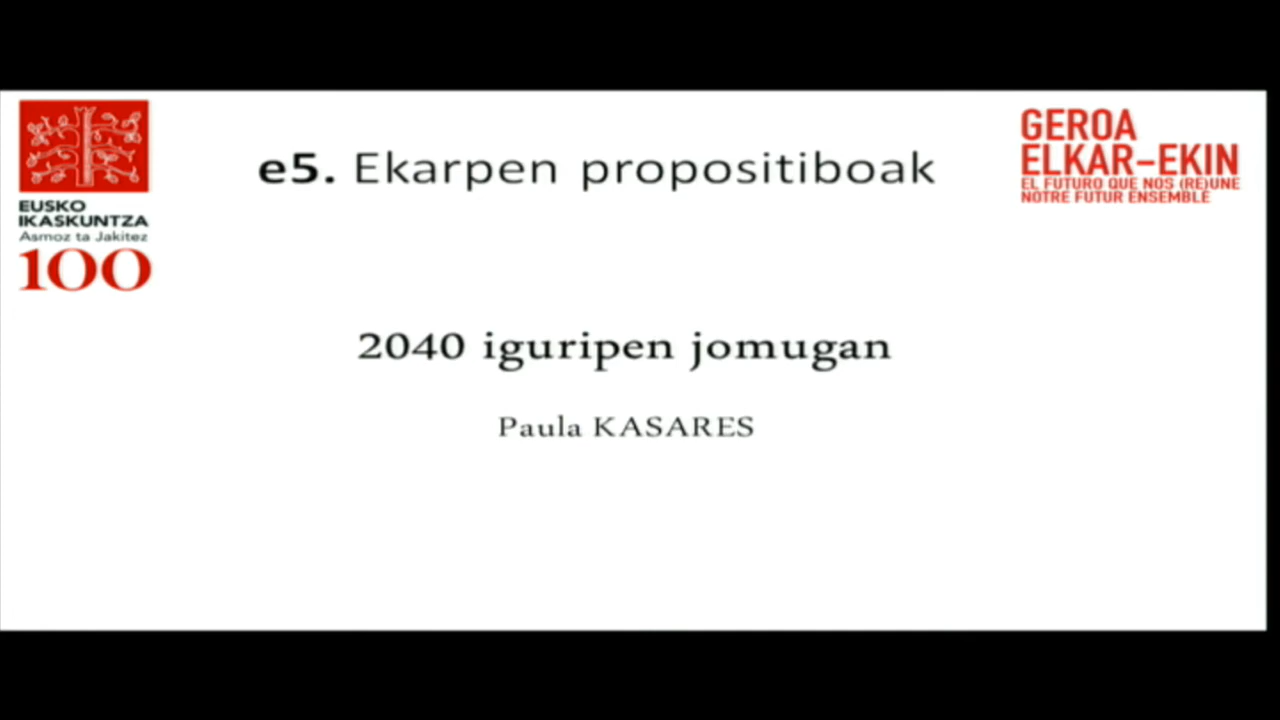 EUSKO
IKASKUNTZA
Asmoz ta Jakitez
100
e5. Ekarpen propositiboak
GEROA
ELKAR-EKIN
EL FUTURO QUE NOS (RE)UNE
NOTRE FUTUR ENSEMBLE
2040 iguripen jomugan
Paula KASARES